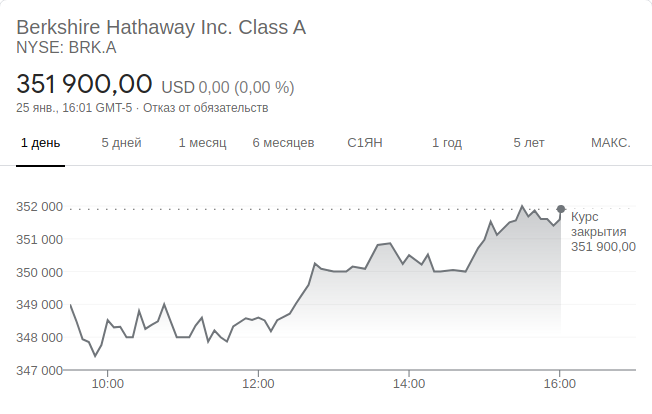 Berkshire Hathaway Inc. Class A
NYSE: BRK.A
351 900,00 USD 0,00 (0,00 %)
25 янв., 16:01 GMT-5 · Отказ от обязательств
1 день 5 дней 1 месяц 6 месяцев С1ЯН 1 год 5 лет МАКС.
352 000
351 000
350 000
349 000
348 000
347 000
Курс
закрытия
351 900,00
10:00 12:00 14:00 16:00